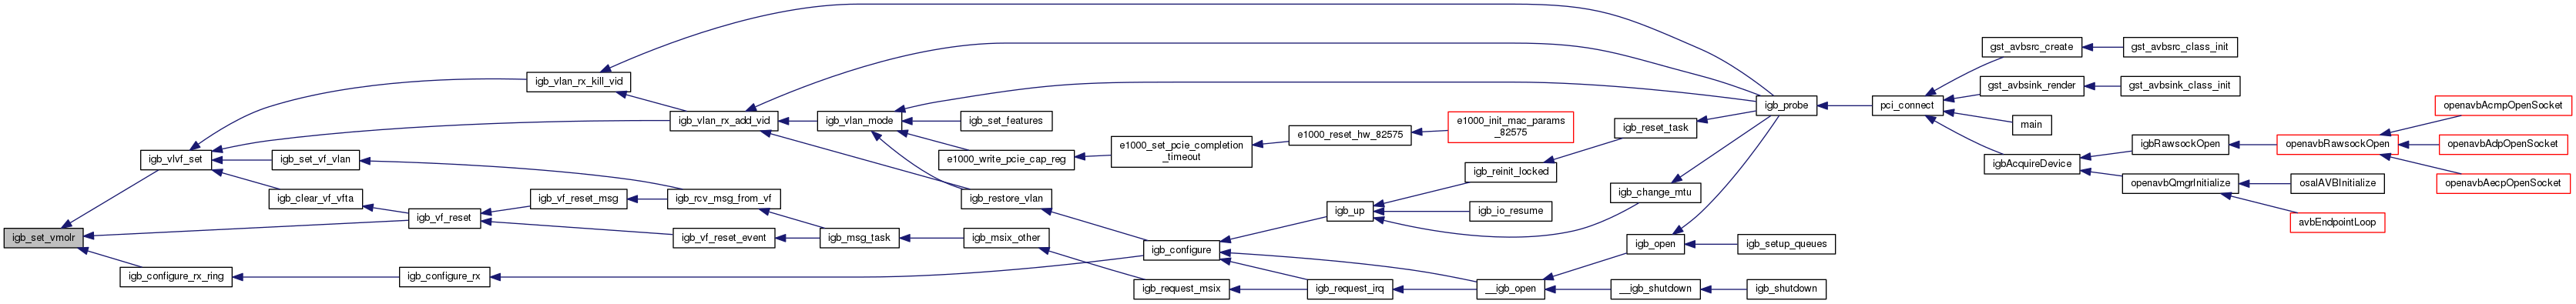 igb_set_vmolr
igb_vlvf_set
igb_configure_rx_ring
igb_set_vf_vlan
igb_clear_vf_vfta
igb_vf_reset
igb_configure_rx
igb_vlan_rx_kill_vid
igb_vf_reset_msg
igb_vlan_rx_add_vid
igb_rcv_msg_from_vf
igb_vf_reset_event
igb_vlan_mode
igb_msg_task
igb_set_features
e1000_write_pcie_cap_reg
igb_restore_vlan
igb_msix_other
e1000_set_pcie_completion
_timeout
igb_configure
igb_request_msix
e1000_reset_hw_82575
igb_up
igb_request_irq
e1000_init_mac_params
_82575
igb_reinit_locked
igb_io_resume
__igb_open
igb_reset_task
igb_change_mtu
igb_open
__igb_shutdown
igb_probe
igb_setup_queues
igb_shutdown
pci_connect
gst_avbsrc_create
gst_avbsink_render
main
igbAcquireDevice
gst_avbsrc_class_init
gst_avbsink_class_init
igbRawsockOpen
openavbQmgrInitialize
openavbRawsockOpen
osalAVBInitialize
avbEndpointLoop
openavbAcmpOpenSocket
openavbAdpOpenSocket
openavbAecpOpenSocket